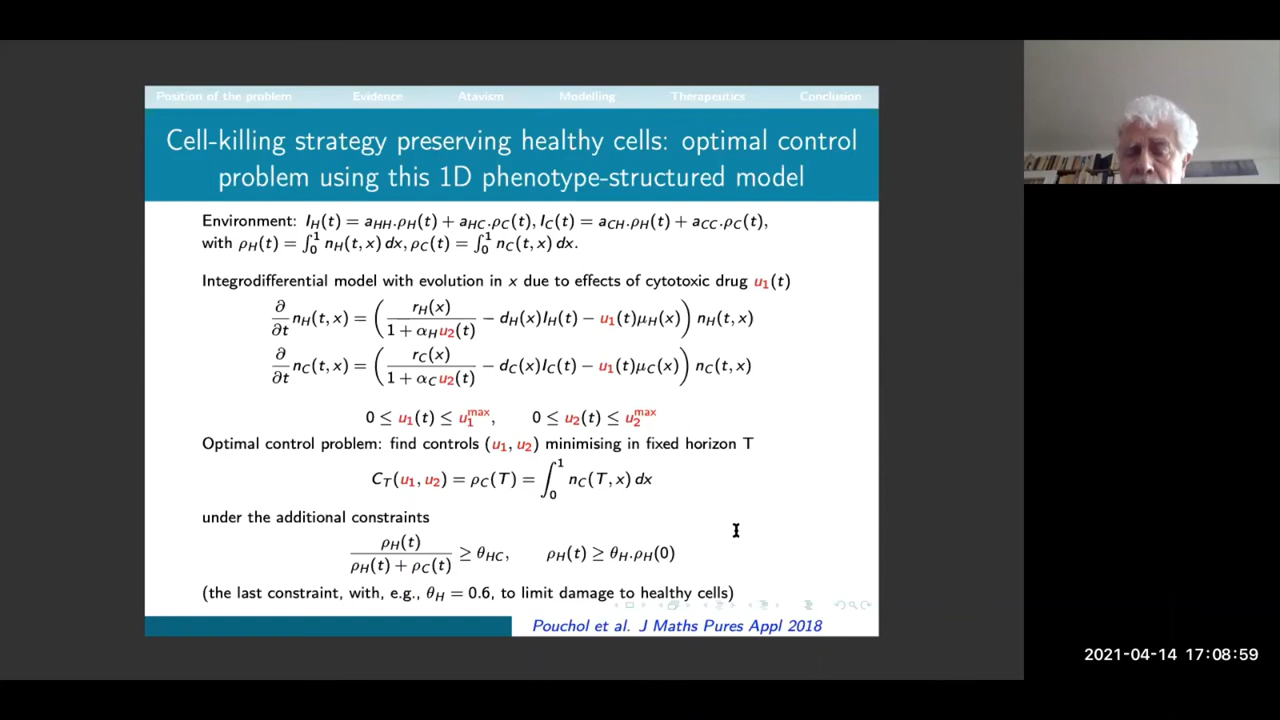 Position of the problem Evidence Atavism Modelling Therapeutics Conclusion
Cell-killing strategy preserving healthy cells: optimal control
problem using this 1D phenotype-structured model
Environment: I_H(t) = a_HH.ρ_H(t) + a_HC.ρ_C(t), I_C(t) = a_CH.ρ_H(t) + a_CC.ρ_C(t),
with ρ_H(t) = ∫_0^1 n_H(t, x) dx, ρ_C(t) = ∫_0^1 n_C(t, x) dx.
Integrodifferential model with evolution in x due to effects of cytotoxic drug u_1(t)
∂/∂t n_H(t, x) = ( r_H(x) / (1 + α_H u_2(t)) − d_H(x)I_H(t) − u_1(t)μ_H(x) ) n_H(t, x)
∂/∂t n_C(t, x) = ( r_C(x) / (1 + α_C u_2(t)) − d_C(x)I_C(t) − u_1(t)μ_C(x) ) n_C(t, x)
0 ≤ u_1(t) ≤ u_1^max, 0 ≤ u_2(t) ≤ u_2^max
Optimal control problem: find controls (u_1, u_2) minimising in fixed horizon T
C_T(u_1, u_2) = ρ_C(T) = ∫_0^1 n_C(T, x) dx
under the additional constraints
ρ_H(t) / (ρ_H(t) + ρ_C(t)) ≥ θ_HC, ρ_H(t) ≥ θ_H.ρ_H(0)
(the last constraint, with, e.g., θ_H = 0.6, to limit damage to healthy cells)
Pouchol et al. J Maths Pures Appl 2018
2021-04-14 17:08:59